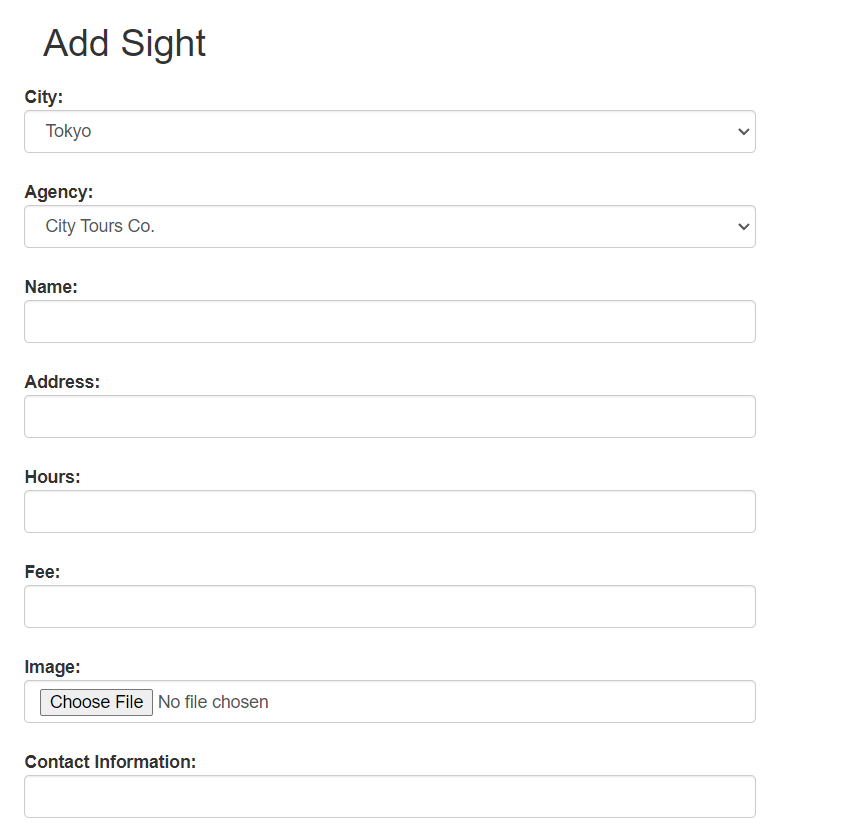 Add Sight
City:
Tokyo
Agency:
City Tours Co.
Name:
Address:
Hours:
Fee:
Image:
Choose File No file chosen
Contact Information: